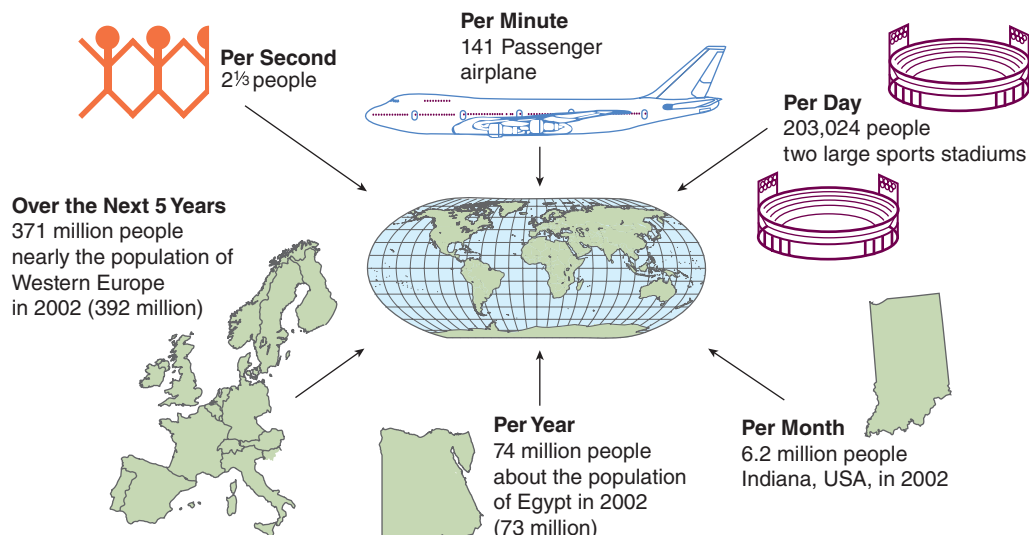 Per Second
2⅓ people
Per Minute
141 Passenger
airplane
Per Day
203,024 people
two large sports stadiums
Over the Next 5 Years
371 million people
nearly the population of
Western Europe
in 2002 (392 million)
Per Year
74 million people
about the population
of Egypt in 2002
(73 million)
Per Month
6.2 million people
Indiana, USA, in 2002